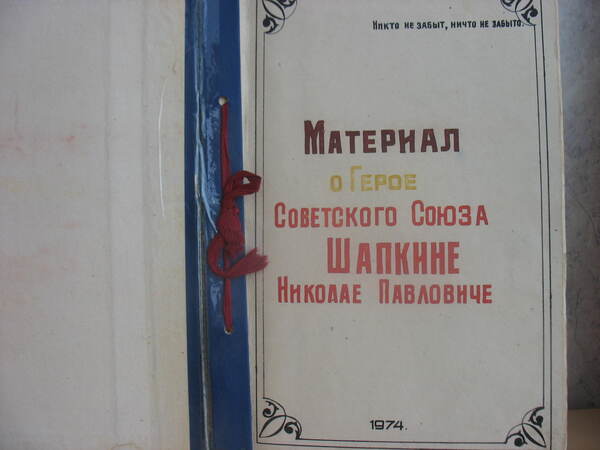 Никто не забыт, ничто не забыто.
Материал
о Герое
Советского Союза
Шапкине
Николае Павловиче
1974.